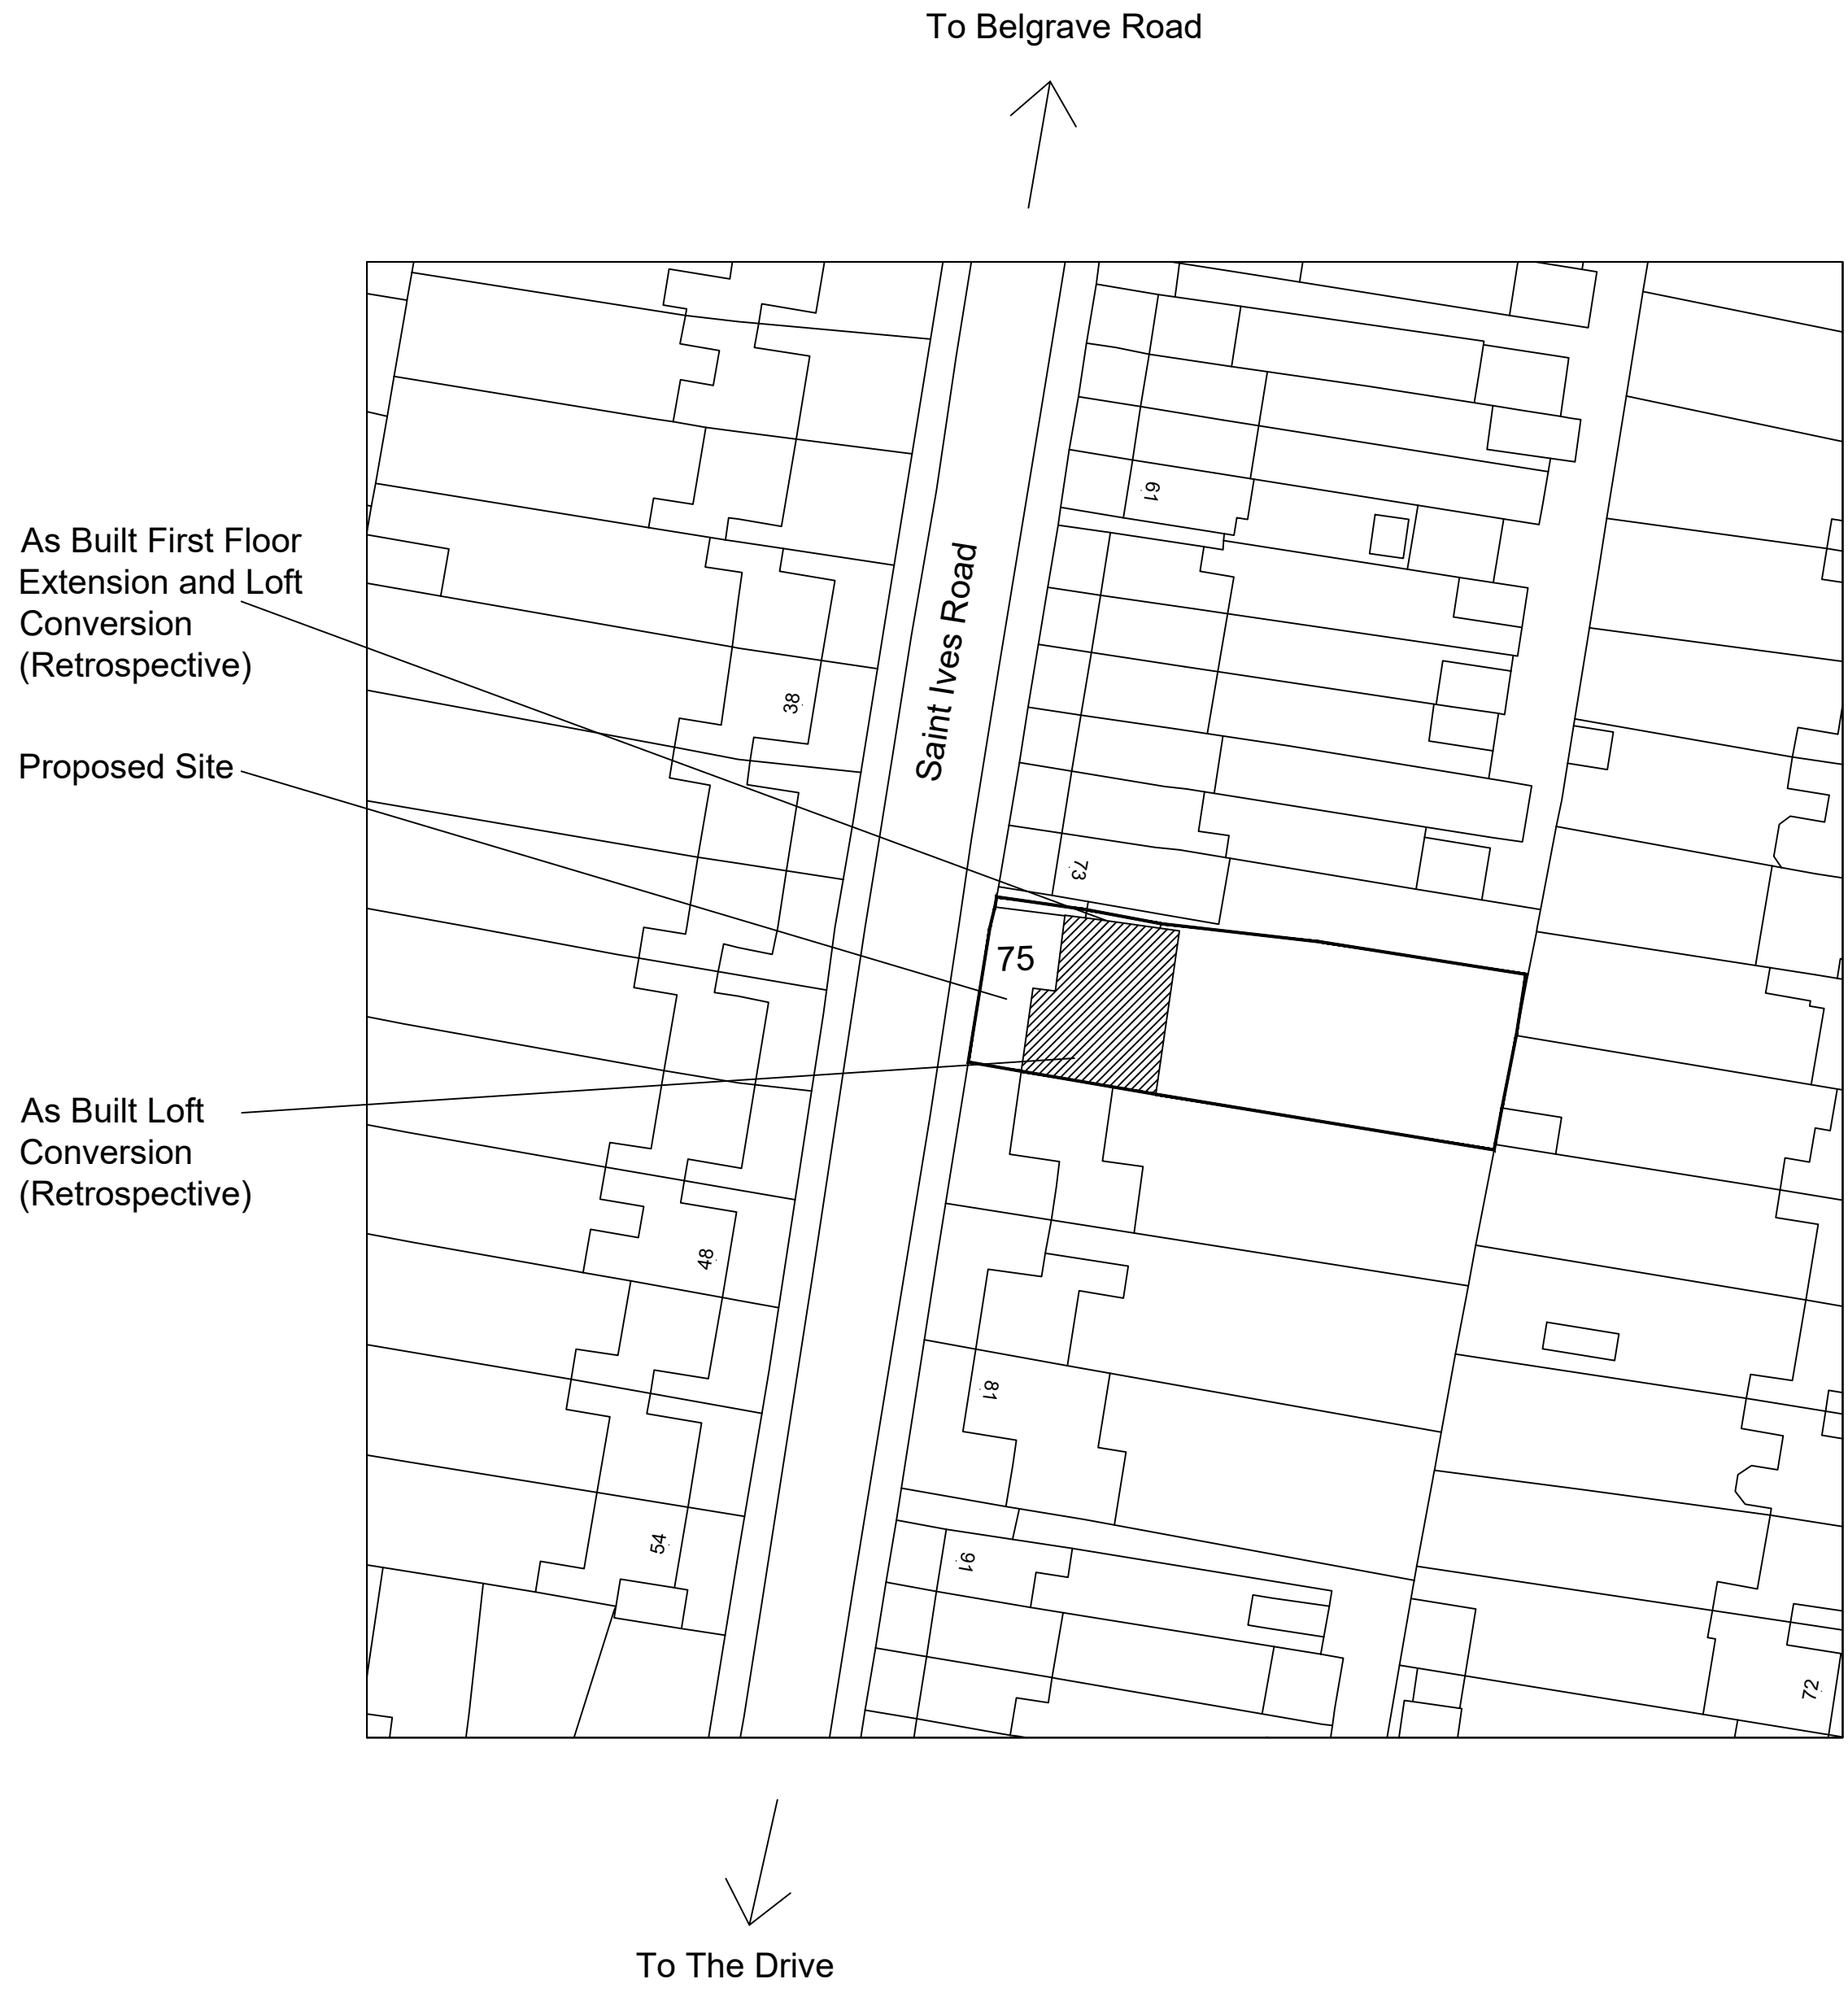 To Belgrave Road
As Built First Floor
Extension and Loft
Conversion
(Retrospective)
Proposed Site
As Built Loft
Conversion
(Retrospective)
Saint Ives Road
61
38
73
75
48
81
54
91
72
To The Drive